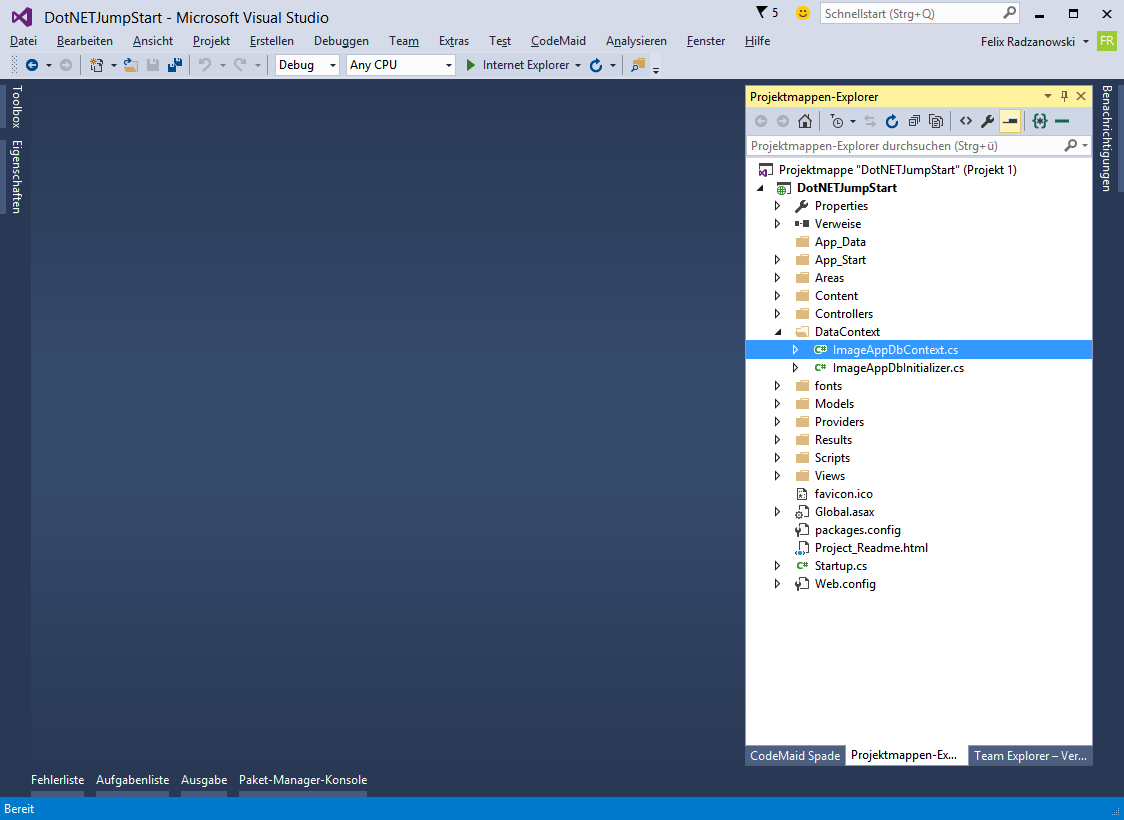 DotNETJumpStart - Microsoft Visual Studio
5
Schnellstart (Strg+Q)
Datei Bearbeiten Ansicht Projekt Erstellen Debuggen Team Extras Test CodeMaid Analysieren Fenster Hilfe
Felix Radzanowski FR
Debug Any CPU Internet Explorer
Toolbox
Eigenschaften
Projektmappen-Explorer
Projektmappen-Explorer durchsuchen (Strg+ü)
Projektmappe "DotNETJumpStart" (Projekt 1)
DotNETJumpStart
Properties
Verweise
App_Data
App_Start
Areas
Content
Controllers
DataContext
C# ImageAppDbContext.cs
C# ImageAppDbInitializer.cs
fonts
Models
Providers
Results
Scripts
Views
favicon.ico
Global.asax
packages.config
Project_Readme.html
C# Startup.cs
Web.config
CodeMaid Spade Projektmappen-Ex... Team Explorer – Ver...
Benachrichtigungen
Fehlerliste Aufgabenliste Ausgabe Paket-Manager-Konsole
Bereit